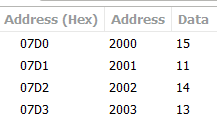 Address (Hex) Address Data
07D0 2000 15
07D1 2001 11
07D2 2002 14
07D3 2003 13